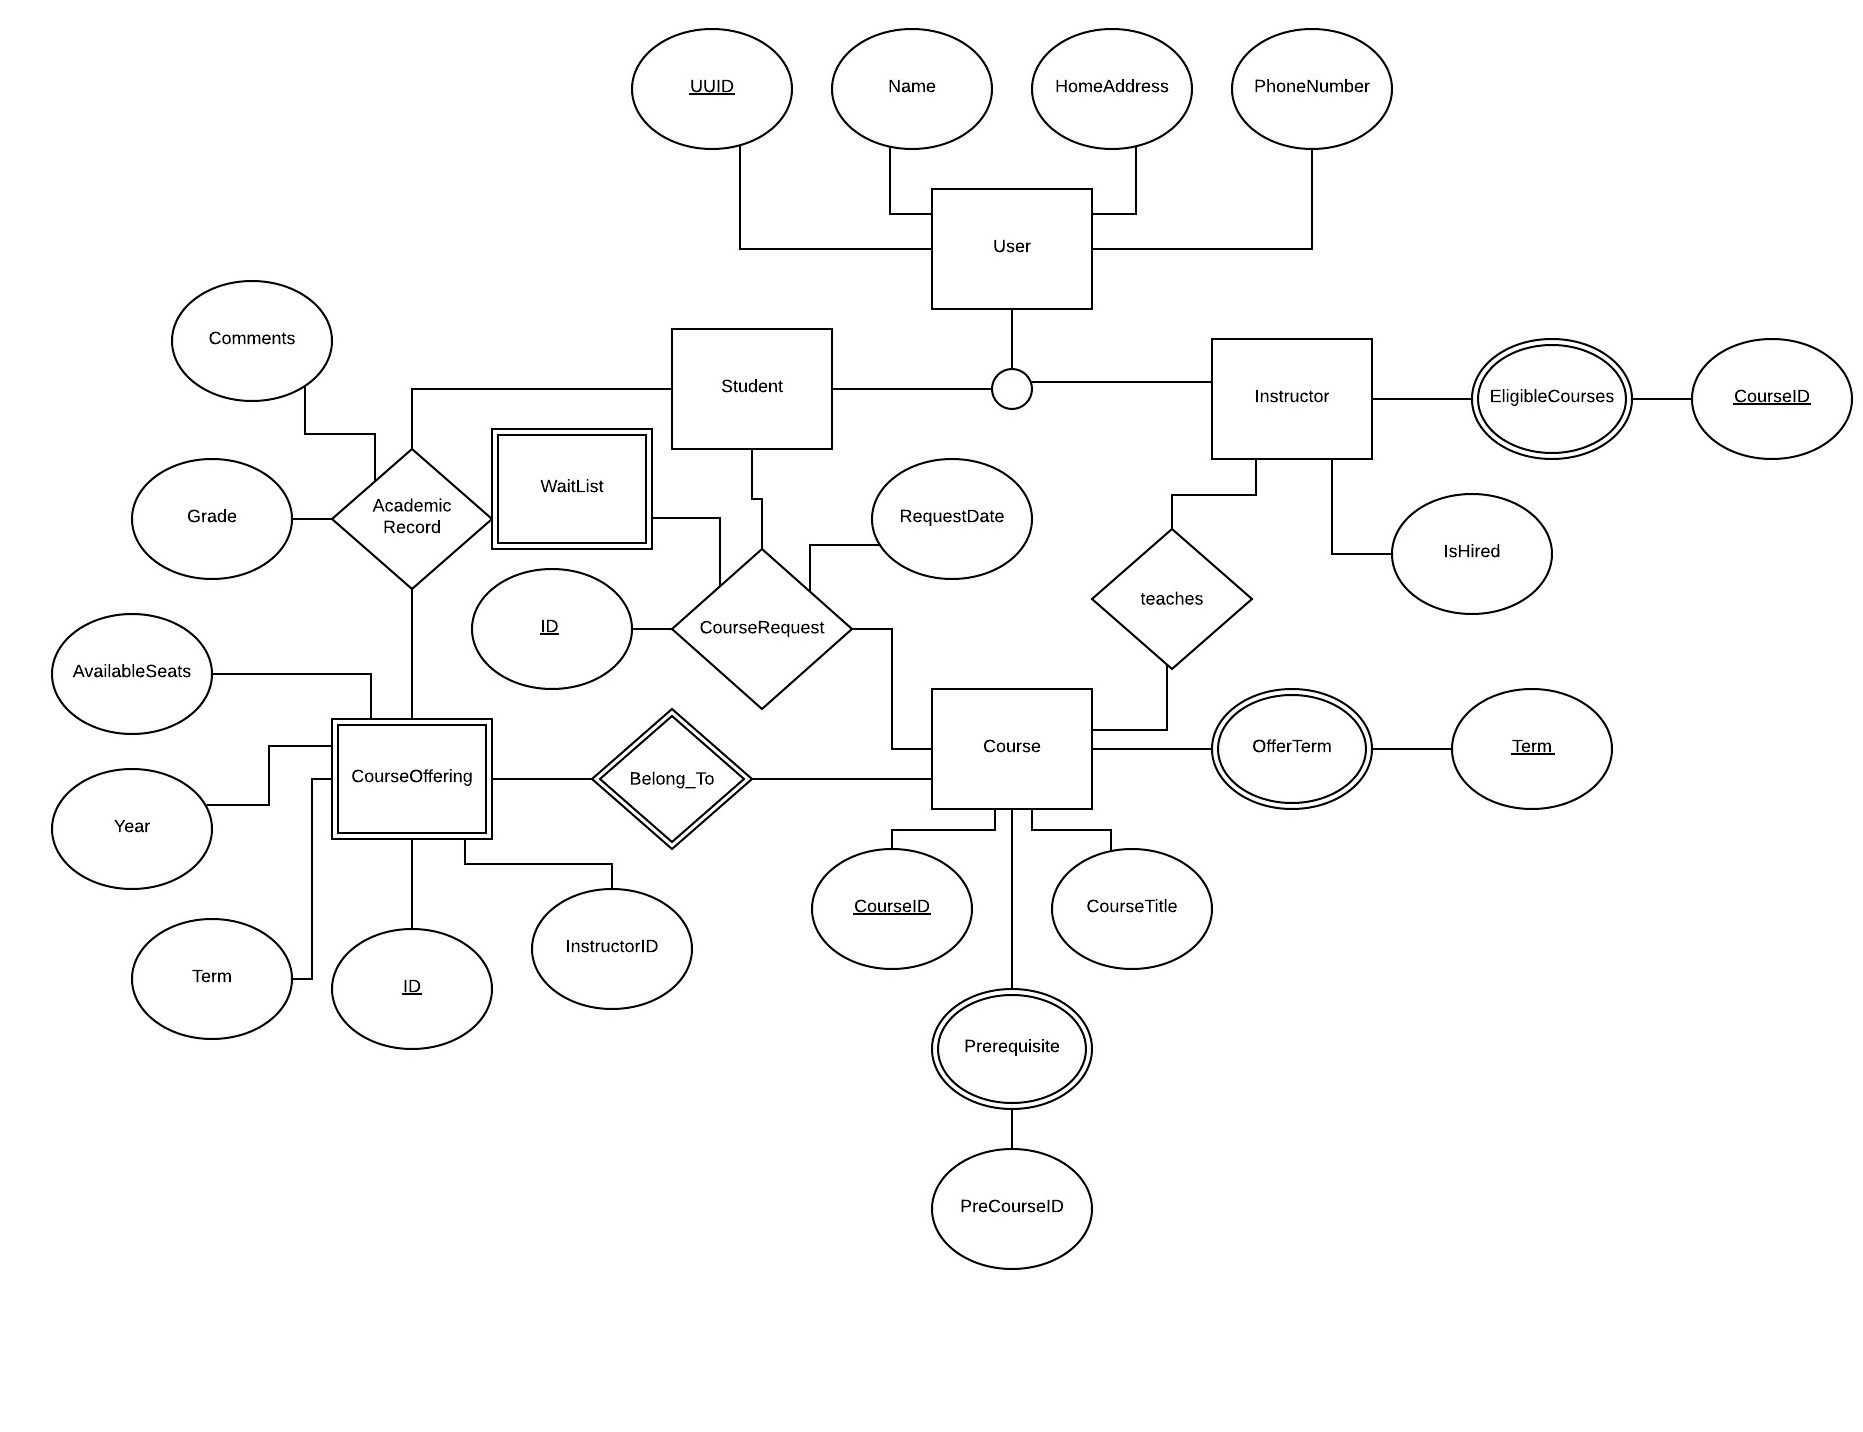 UUID
Name
HomeAddress
PhoneNumber
User
Comments
Student
Instructor
EligibleCourses
CourseID
WaitList
Academic
Record
Grade
RequestDate
IsHired
ID
CourseRequest
teaches
AvailableSeats
CourseOffering
Belong_To
Course
OfferTerm
Term
Year
CourseID
CourseTitle
InstructorID
Term
ID
Prerequisite
PreCourseID